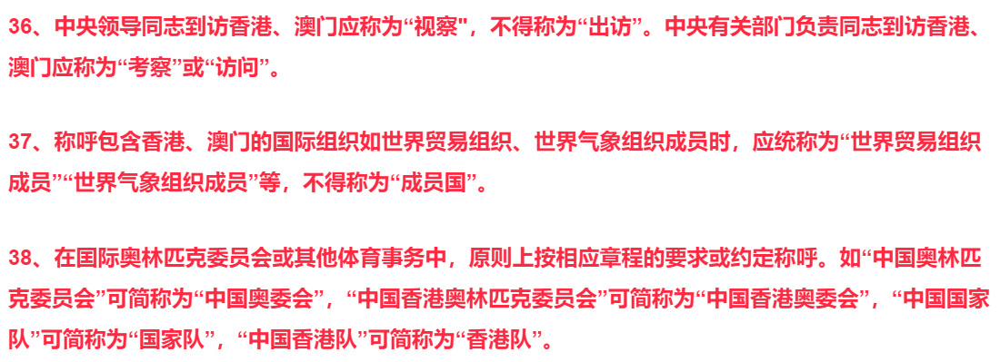 36、中央领导同志到访香港、澳门应称为“视察"，不得称为“出访”。中央有关部门负责同志到访香港、
澳门应称为“考察”或“访问”。
37、称呼包含香港、澳门的国际组织如世界贸易组织、世界气象组织成员时，应统称为“世界贸易组织
成员”“世界气象组织成员”等，不得称为“成员国”。
38、在国际奥林匹克委员会或其他体育事务中，原则上按相应章程的要求或约定称呼。如“中国奥林匹
克委员会”可简称为“中国奥委会”，“中国香港奥林匹克委员会”可简称为“中国香港奥委会”，“中国国家
队”可简称为“国家队”，“中国香港队”可简称为“香港队”。